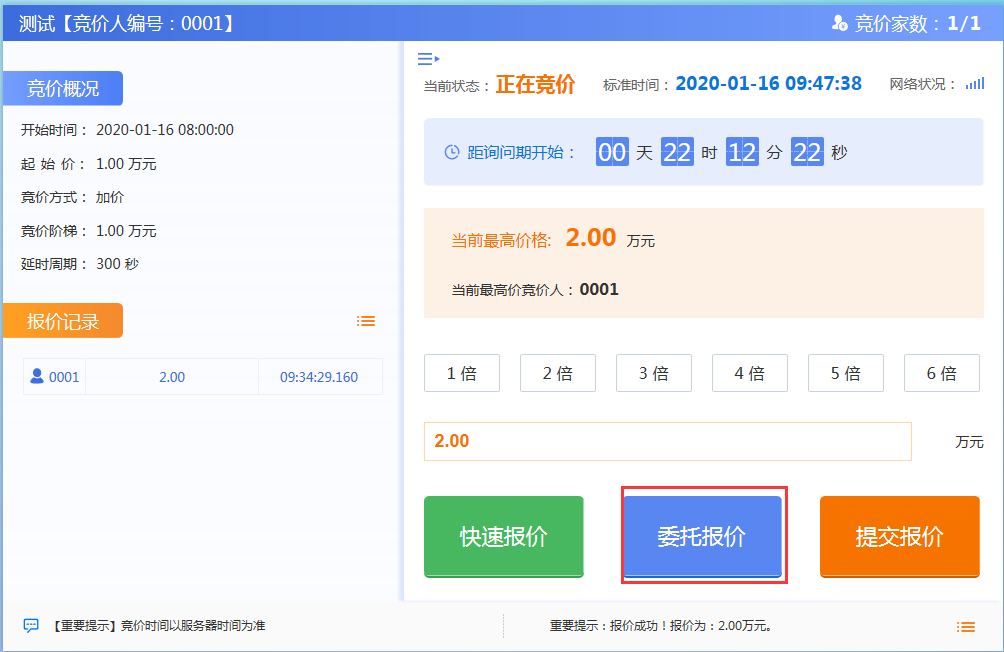 测试【竞价人编号：0001】
竞价家数：1/1
竞价概况
开始时间： 2020-01-16 08:00:00
起 始 价： 1.00 万元
竞价方式： 加价
竞价阶梯： 1.00 万元
延时周期： 300 秒
报价记录
0001 2.00 09:34:29.160
当前状态：正在竞价 标准时间：2020-01-16 09:47:38 网络状况：
距询问期开始： 00 天 22 时 12 分 22 秒
当前最高价格: 2.00 万元
当前最高价竞价人：0001
1 倍 2 倍 3 倍 4 倍 5 倍 6 倍
2.00 万元
快速报价 委托报价 提交报价
【重要提示】竞价时间以服务器时间为准
重要提示：报价成功！报价为：2.00万元。